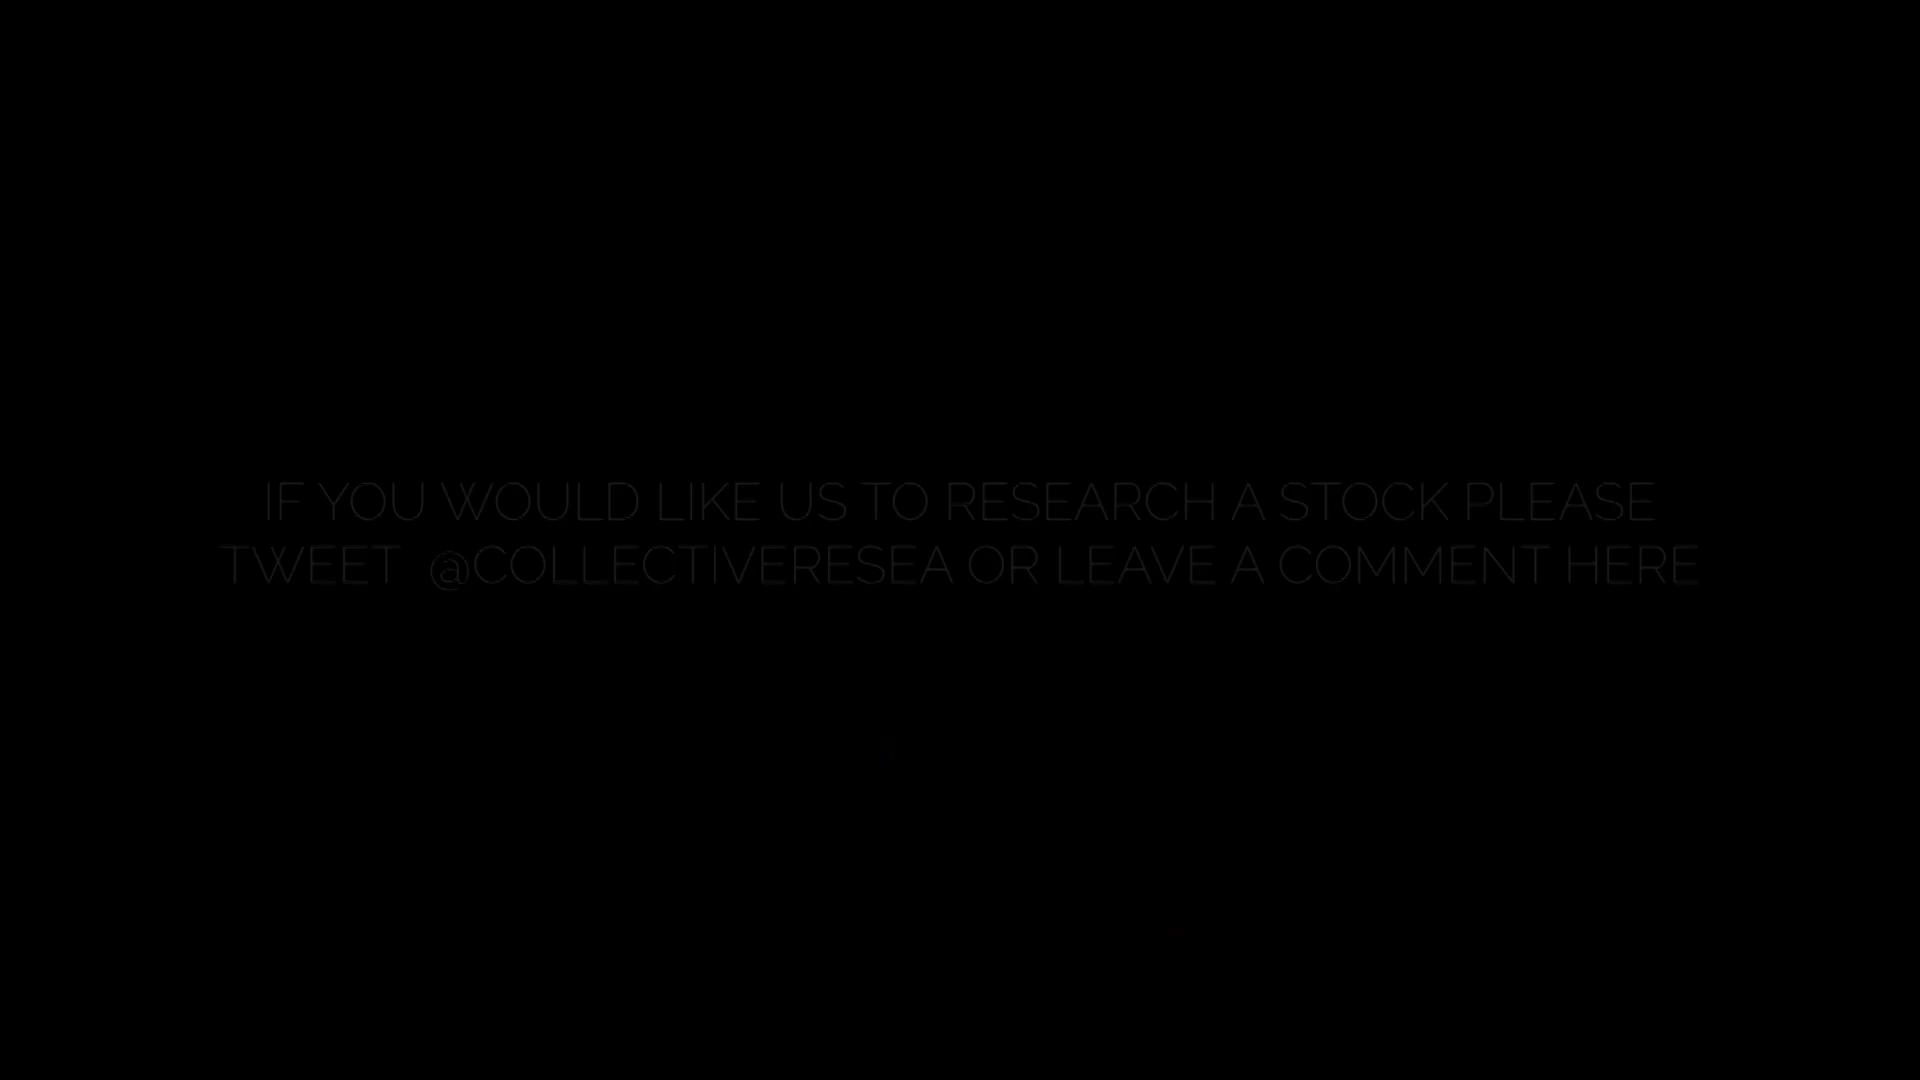 IF YOU WOULD LIKE US TO RESEARCH A STOCK PLEASE
TWEET @COLLECTIVERESEA OR LEAVE A COMMENT HERE